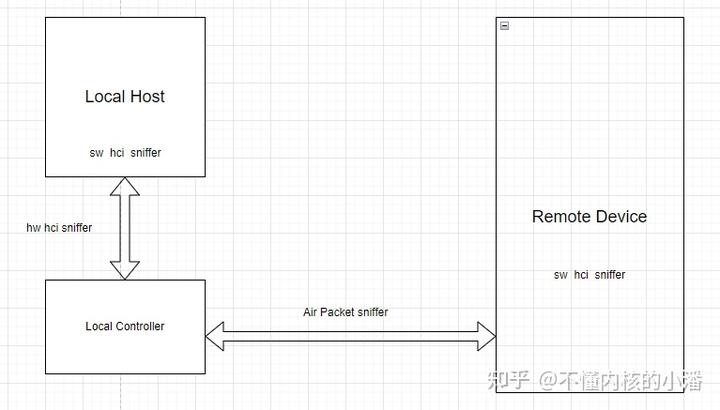 Local Host
sw hci sniffer
hw hci sniffer
Local Controller
Air Packet sniffer
Remote Device
sw hci sniffer
知乎 @不懂内核的小潘